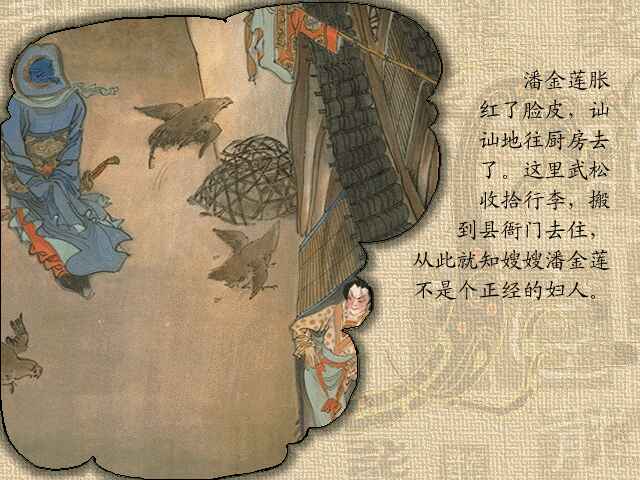 潘金莲胀
红了脸皮，讪
讪地往厨房去
了。这里武松
收拾行李，搬
到县衙门去住，
从此就知嫂嫂潘金莲
不是个正经的妇人。